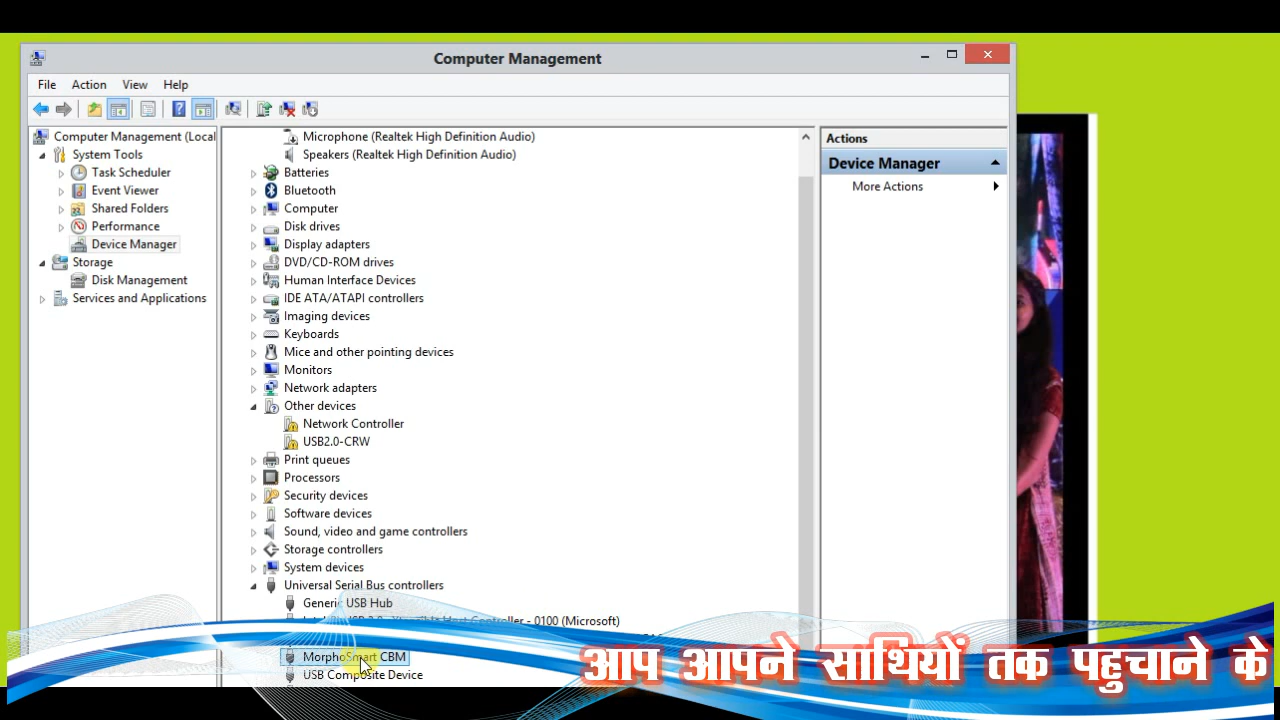 Computer Management
File Action View Help
Computer Management (Local
System Tools
Task Scheduler
Event Viewer
Shared Folders
Performance
Device Manager
Storage
Disk Management
Services and Applications
Microphone (Realtek High Definition Audio)
Speakers (Realtek High Definition Audio)
Batteries
Bluetooth
Computer
Disk drives
Display adapters
DVD/CD-ROM drives
Human Interface Devices
IDE ATA/ATAPI controllers
Imaging devices
Keyboards
Mice and other pointing devices
Monitors
Network adapters
Other devices
Network Controller
USB2.0-CRW
Print queues
Processors
Security devices
Software devices
Sound, video and game controllers
Storage controllers
System devices
Universal Serial Bus controllers
Generic USB Hub
Controller - 0100 (Microsoft)
MorphoSmart CBM
USB Composite Device
Actions
Device Manager
More Actions
आप आपने साथियों तक पहुचाने के